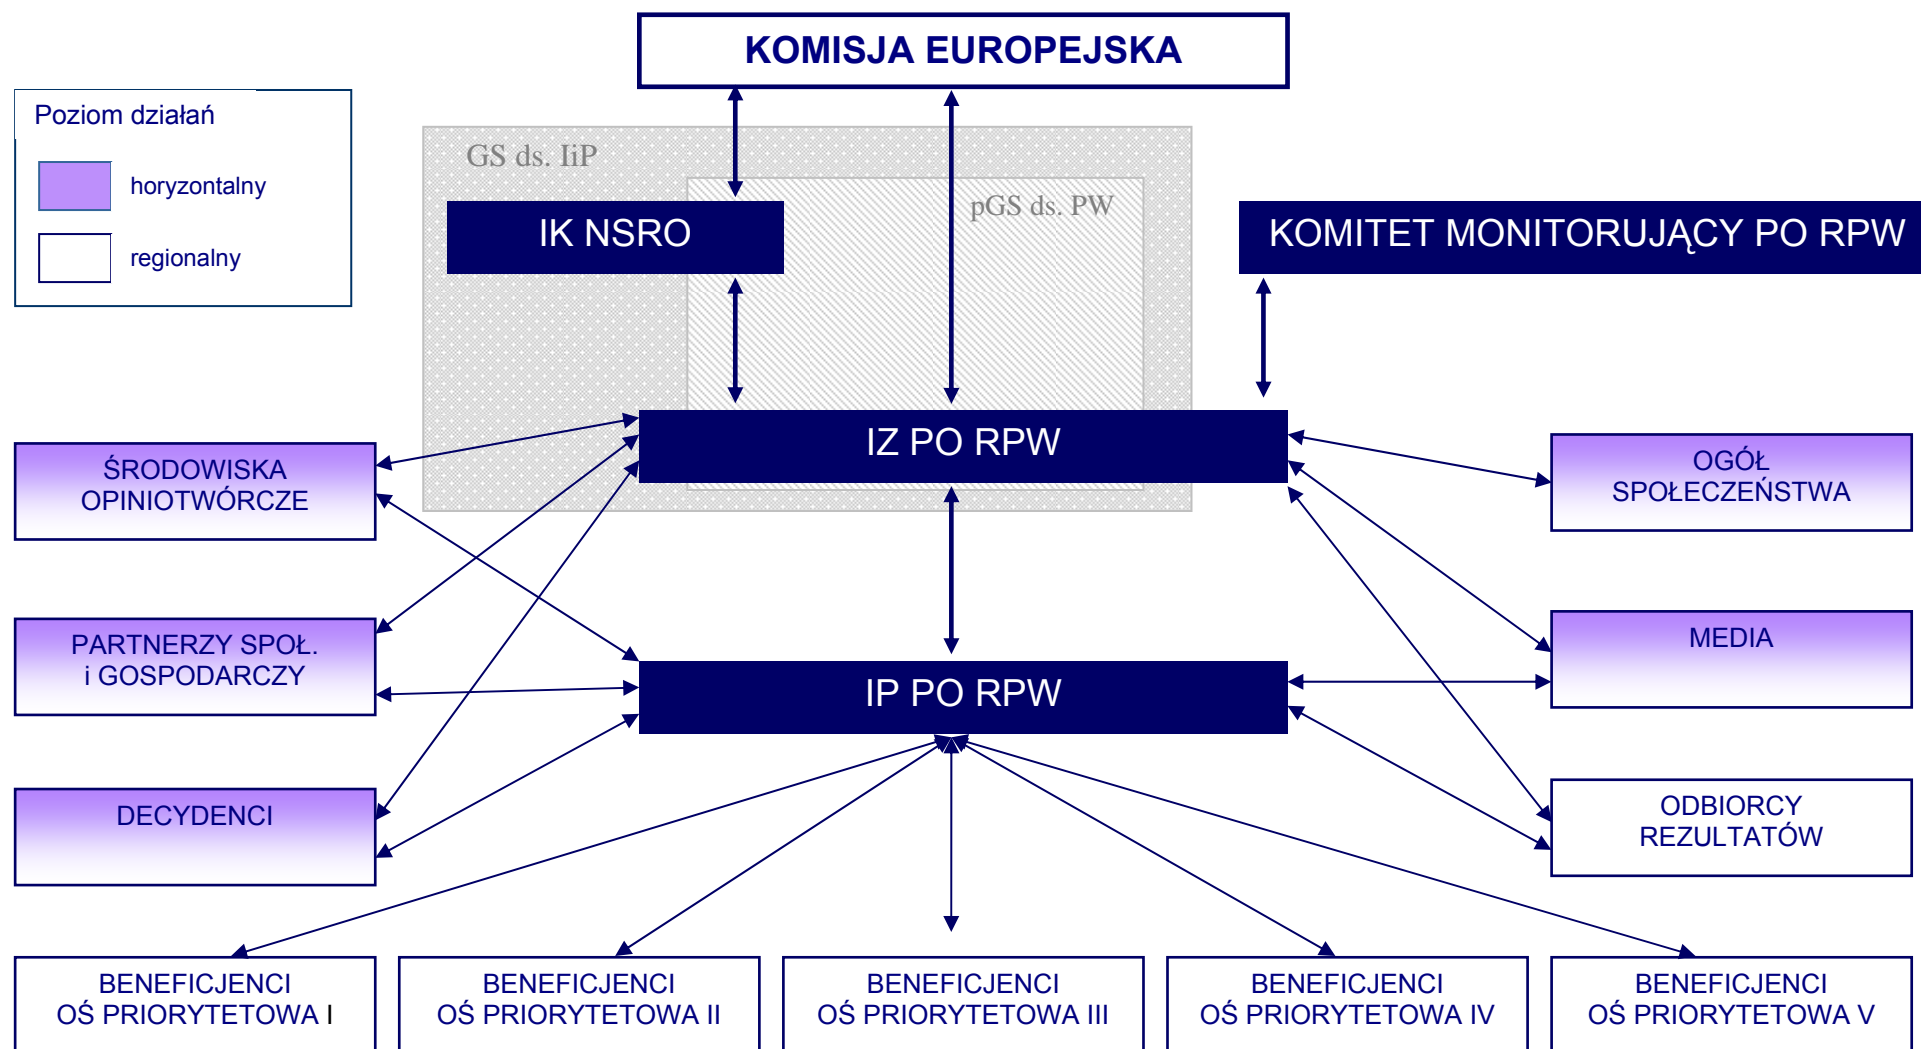 KOMISJA EUROPEJSKA
Poziom działań
horyzontalny
regionalny
GS ds. IiP
pGS ds. PW
IK NSRO
KOMITET MONITORUJĄCY PO RPW
IZ PO RPW
ŚRODOWISKA
OPINIOTWÓRCZE
OGÓŁ
SPOŁECZEŃSTWA
PARTNERZY SPOŁ.
i GOSPODARCZY
MEDIA
IP PO RPW
DECYDENCI
ODBIORCY
REZULTATÓW
BENEFICJENCI
OŚ PRIORYTETOWA I
BENEFICJENCI
OŚ PRIORYTETOWA II
BENEFICJENCI
OŚ PRIORYTETOWA III
BENEFICJENCI
OŚ PRIORYTETOWA IV
BENEFICJENCI
OŚ PRIORYTETOWA V